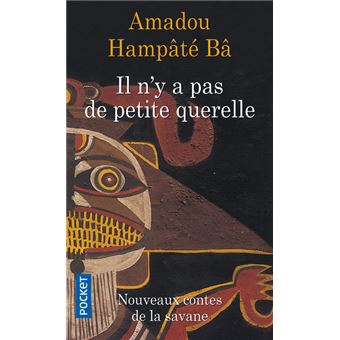 Amadou
Hampâté Bâ
Il n'y a pas
de petite querelle
POCKET
Nouveaux contes
de la savane